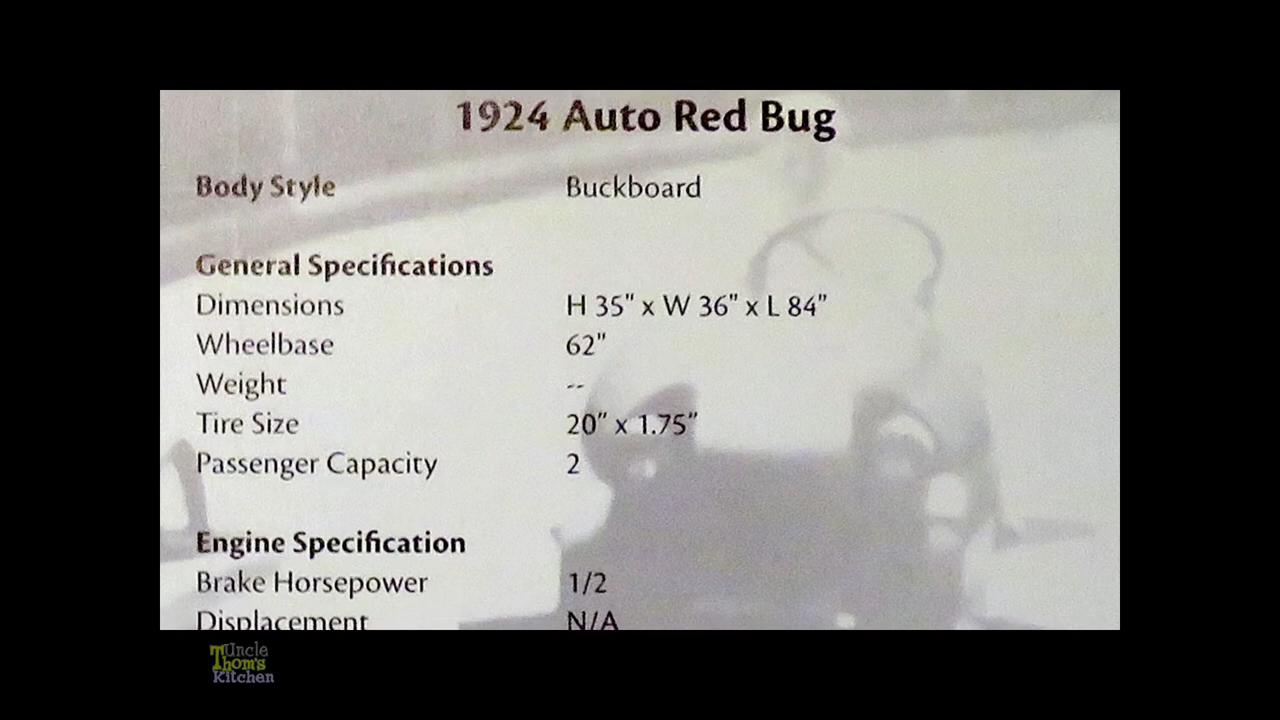 1924 Auto Red Bug
Body Style Buckboard
General Specifications
Dimensions H 35" x W 36" x L 84"
Wheelbase 62"
Weight --
Tire Size 20" x 1.75"
Passenger Capacity 2
Engine Specification
Brake Horsepower 1/2
Displacement N/A
Uncle
Thom's
Kitchen